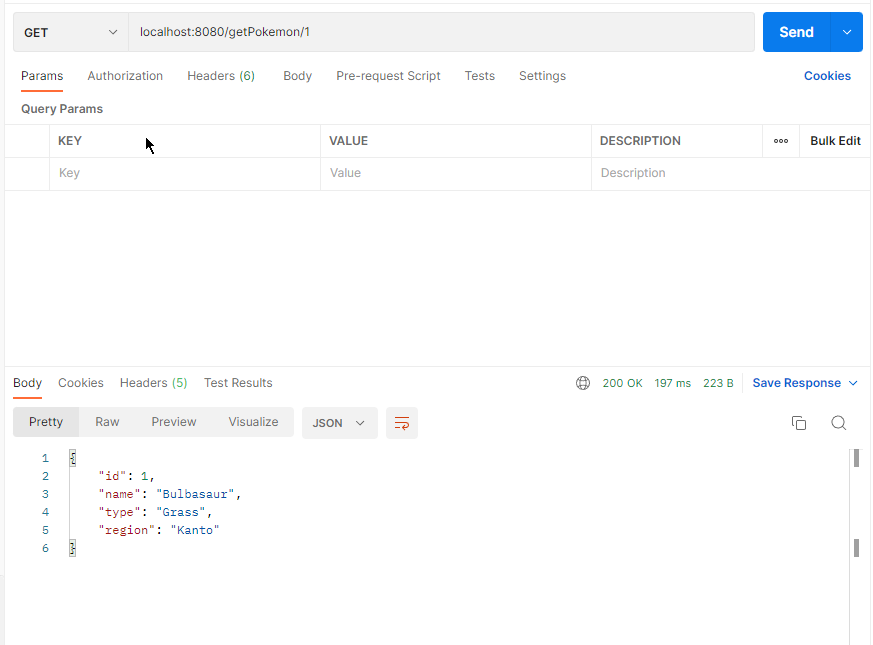 GET localhost:8080/getPokemon/1 Send
Params Authorization Headers (6) Body Pre-request Script Tests Settings Cookies
Query Params
KEY VALUE DESCRIPTION ooo Bulk Edit
Key Value Description
Body Cookies Headers (5) Test Results 200 OK 197 ms 223 B Save Response
Pretty Raw Preview Visualize JSON
1 {
2 "id": 1,
3 "name": "Bulbasaur",
4 "type": "Grass",
5 "region": "Kanto"
6 }